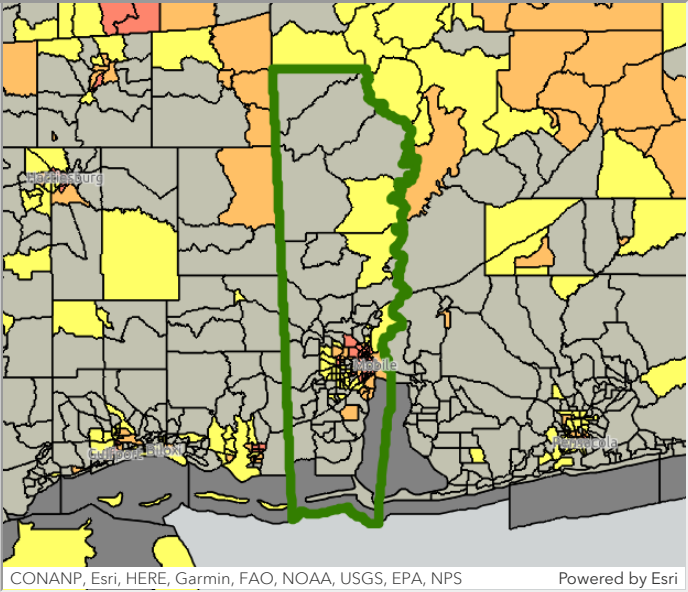 Hattiesburg
Mobile
Pensacola
Gulfport
Biloxi
CONANP, Esri, HERE, Garmin, FAO, NOAA, USGS, EPA, NPS
Powered by Esri